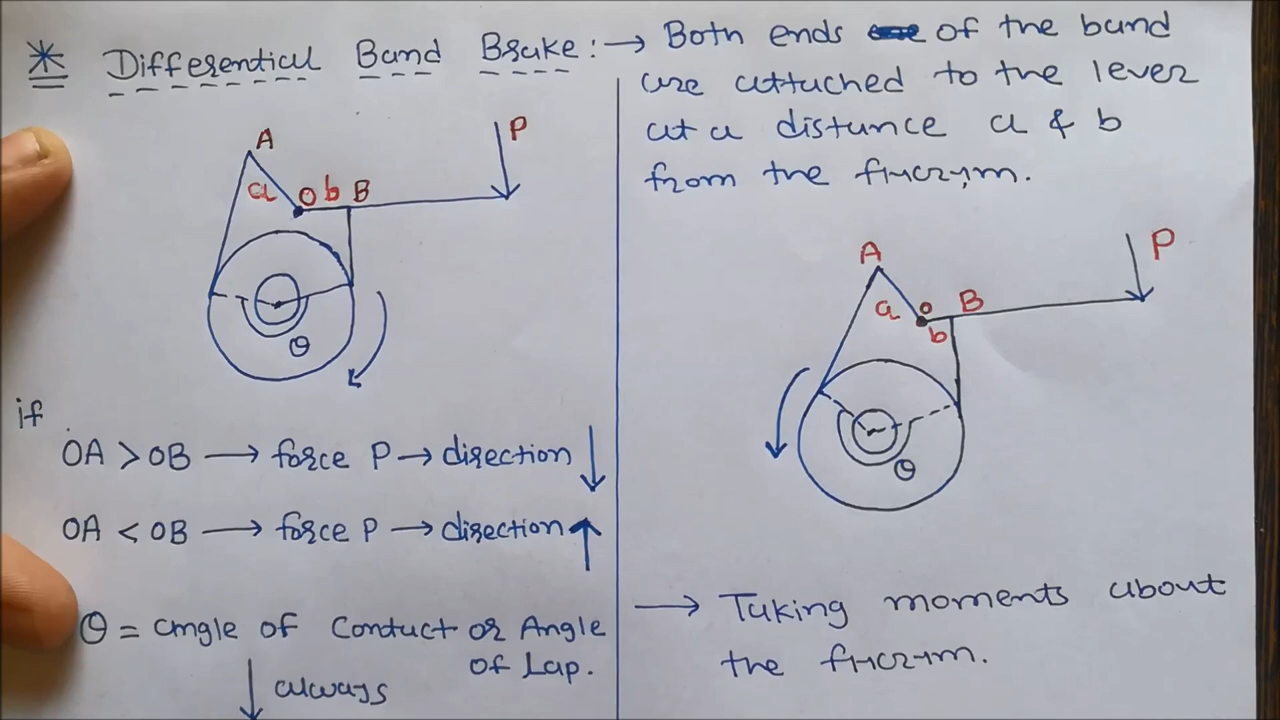 * Differential Band Brake :→ Both ends of the band
are attached to the lever
at a distance a & b
from the fulcrum.
A
P
a O b B
θ
if
OA > OB → force P → direction ↓
OA < OB → force P → direction ↑
θ = angle of Contact or Angle
of Lap.
↓ always
A
P
a o B
b
θ
→ Taking moments about
the fulcrum.